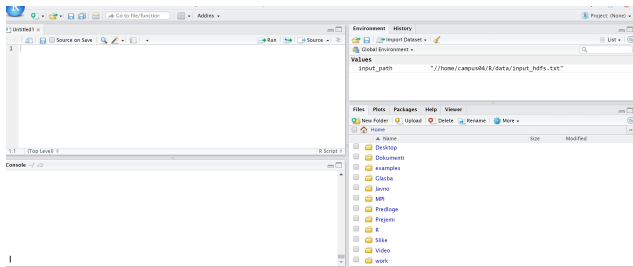 R
Go to file/function
Addins
Project: (None)
Untitled1
Source on Save
Run
Source
1
1:1
(Top Level)
R Script
Console ~/
Environment
History
Import Dataset
List
Global Environment
Values
input_path
"//home/campus04/R/data/input_hdfs.txt"
Files
Plots
Packages
Help
Viewer
New Folder
Upload
Delete
Rename
More
Home
Name
Size
Modified
Desktop
Dokumenti
examples
Glasba
Javno
MPI
Predloge
Prejemi
R
Slike
Video
work